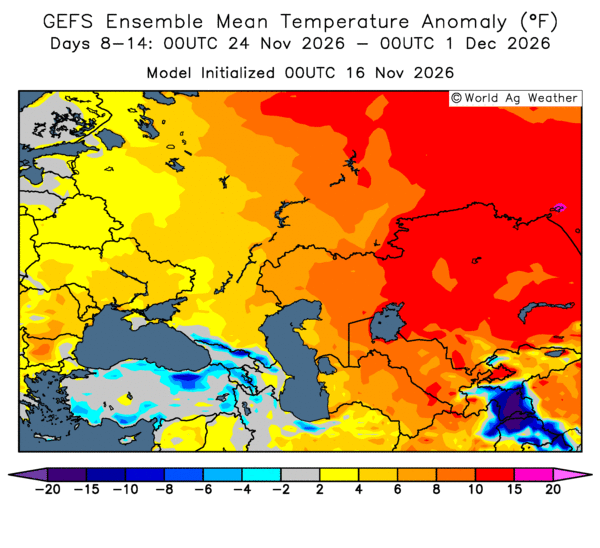 GEFS Ensemble Mean Temperature Anomaly (°F)
Days 8–14: 00UTC 24 Nov 2026 – 00UTC 1 Dec 2026
Model Initialized 00UTC 16 Nov 2026
© World Ag Weather
−20 −15 −10 −8 −6 −4 −2 2 4 6 8 10 15 20